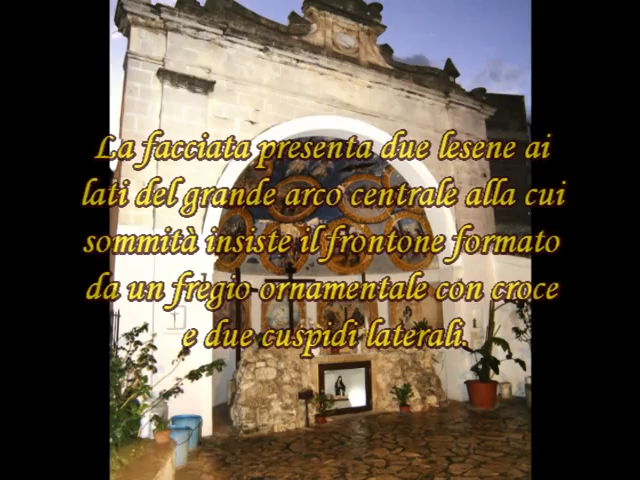 La facciata presenta due lesene ai
lati del grande arco centrale alla cui
sommità insiste il frontone formato
da un fregio ornamentale con croce
e due cuspidi laterali.